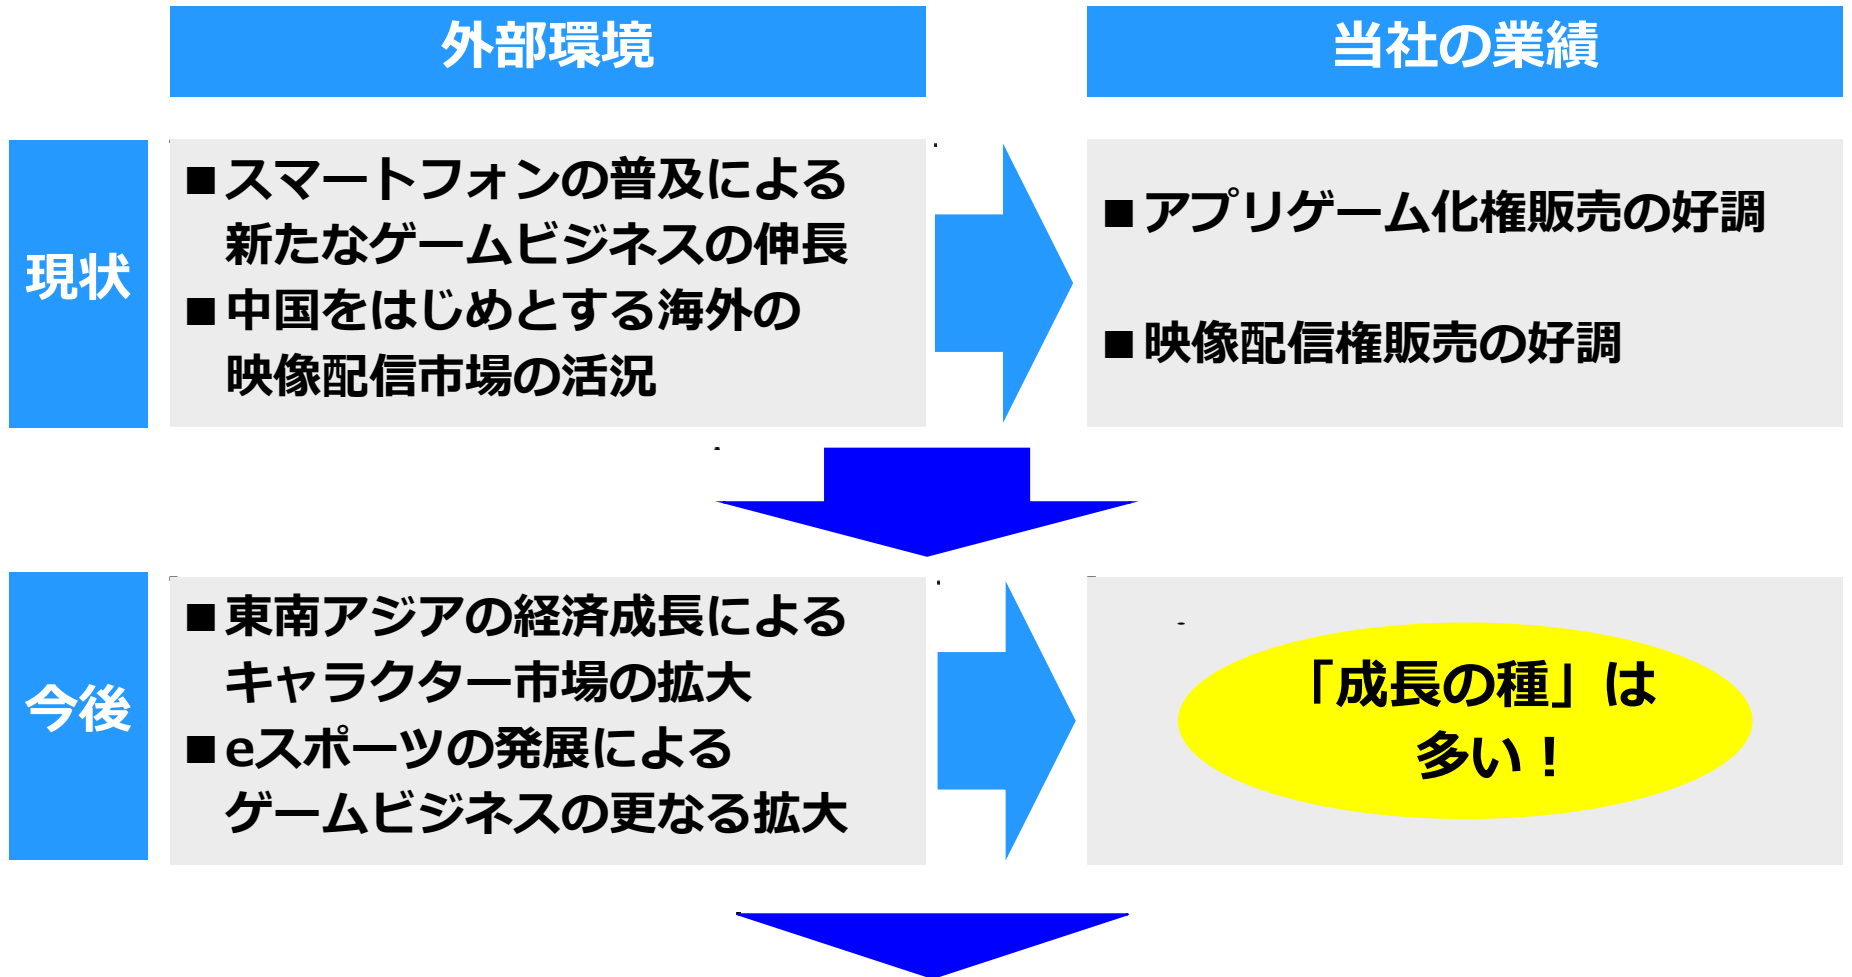 外部環境
当社の業績
現状
■スマートフォンの普及による
新たなゲームビジネスの伸長
■中国をはじめとする海外の
映像配信市場の活況
■アプリゲーム化権販売の好調
■映像配信権販売の好調
今後
■東南アジアの経済成長による
キャラクター市場の拡大
■eスポーツの発展による
ゲームビジネスの更なる拡大
「成長の種」は
多い！